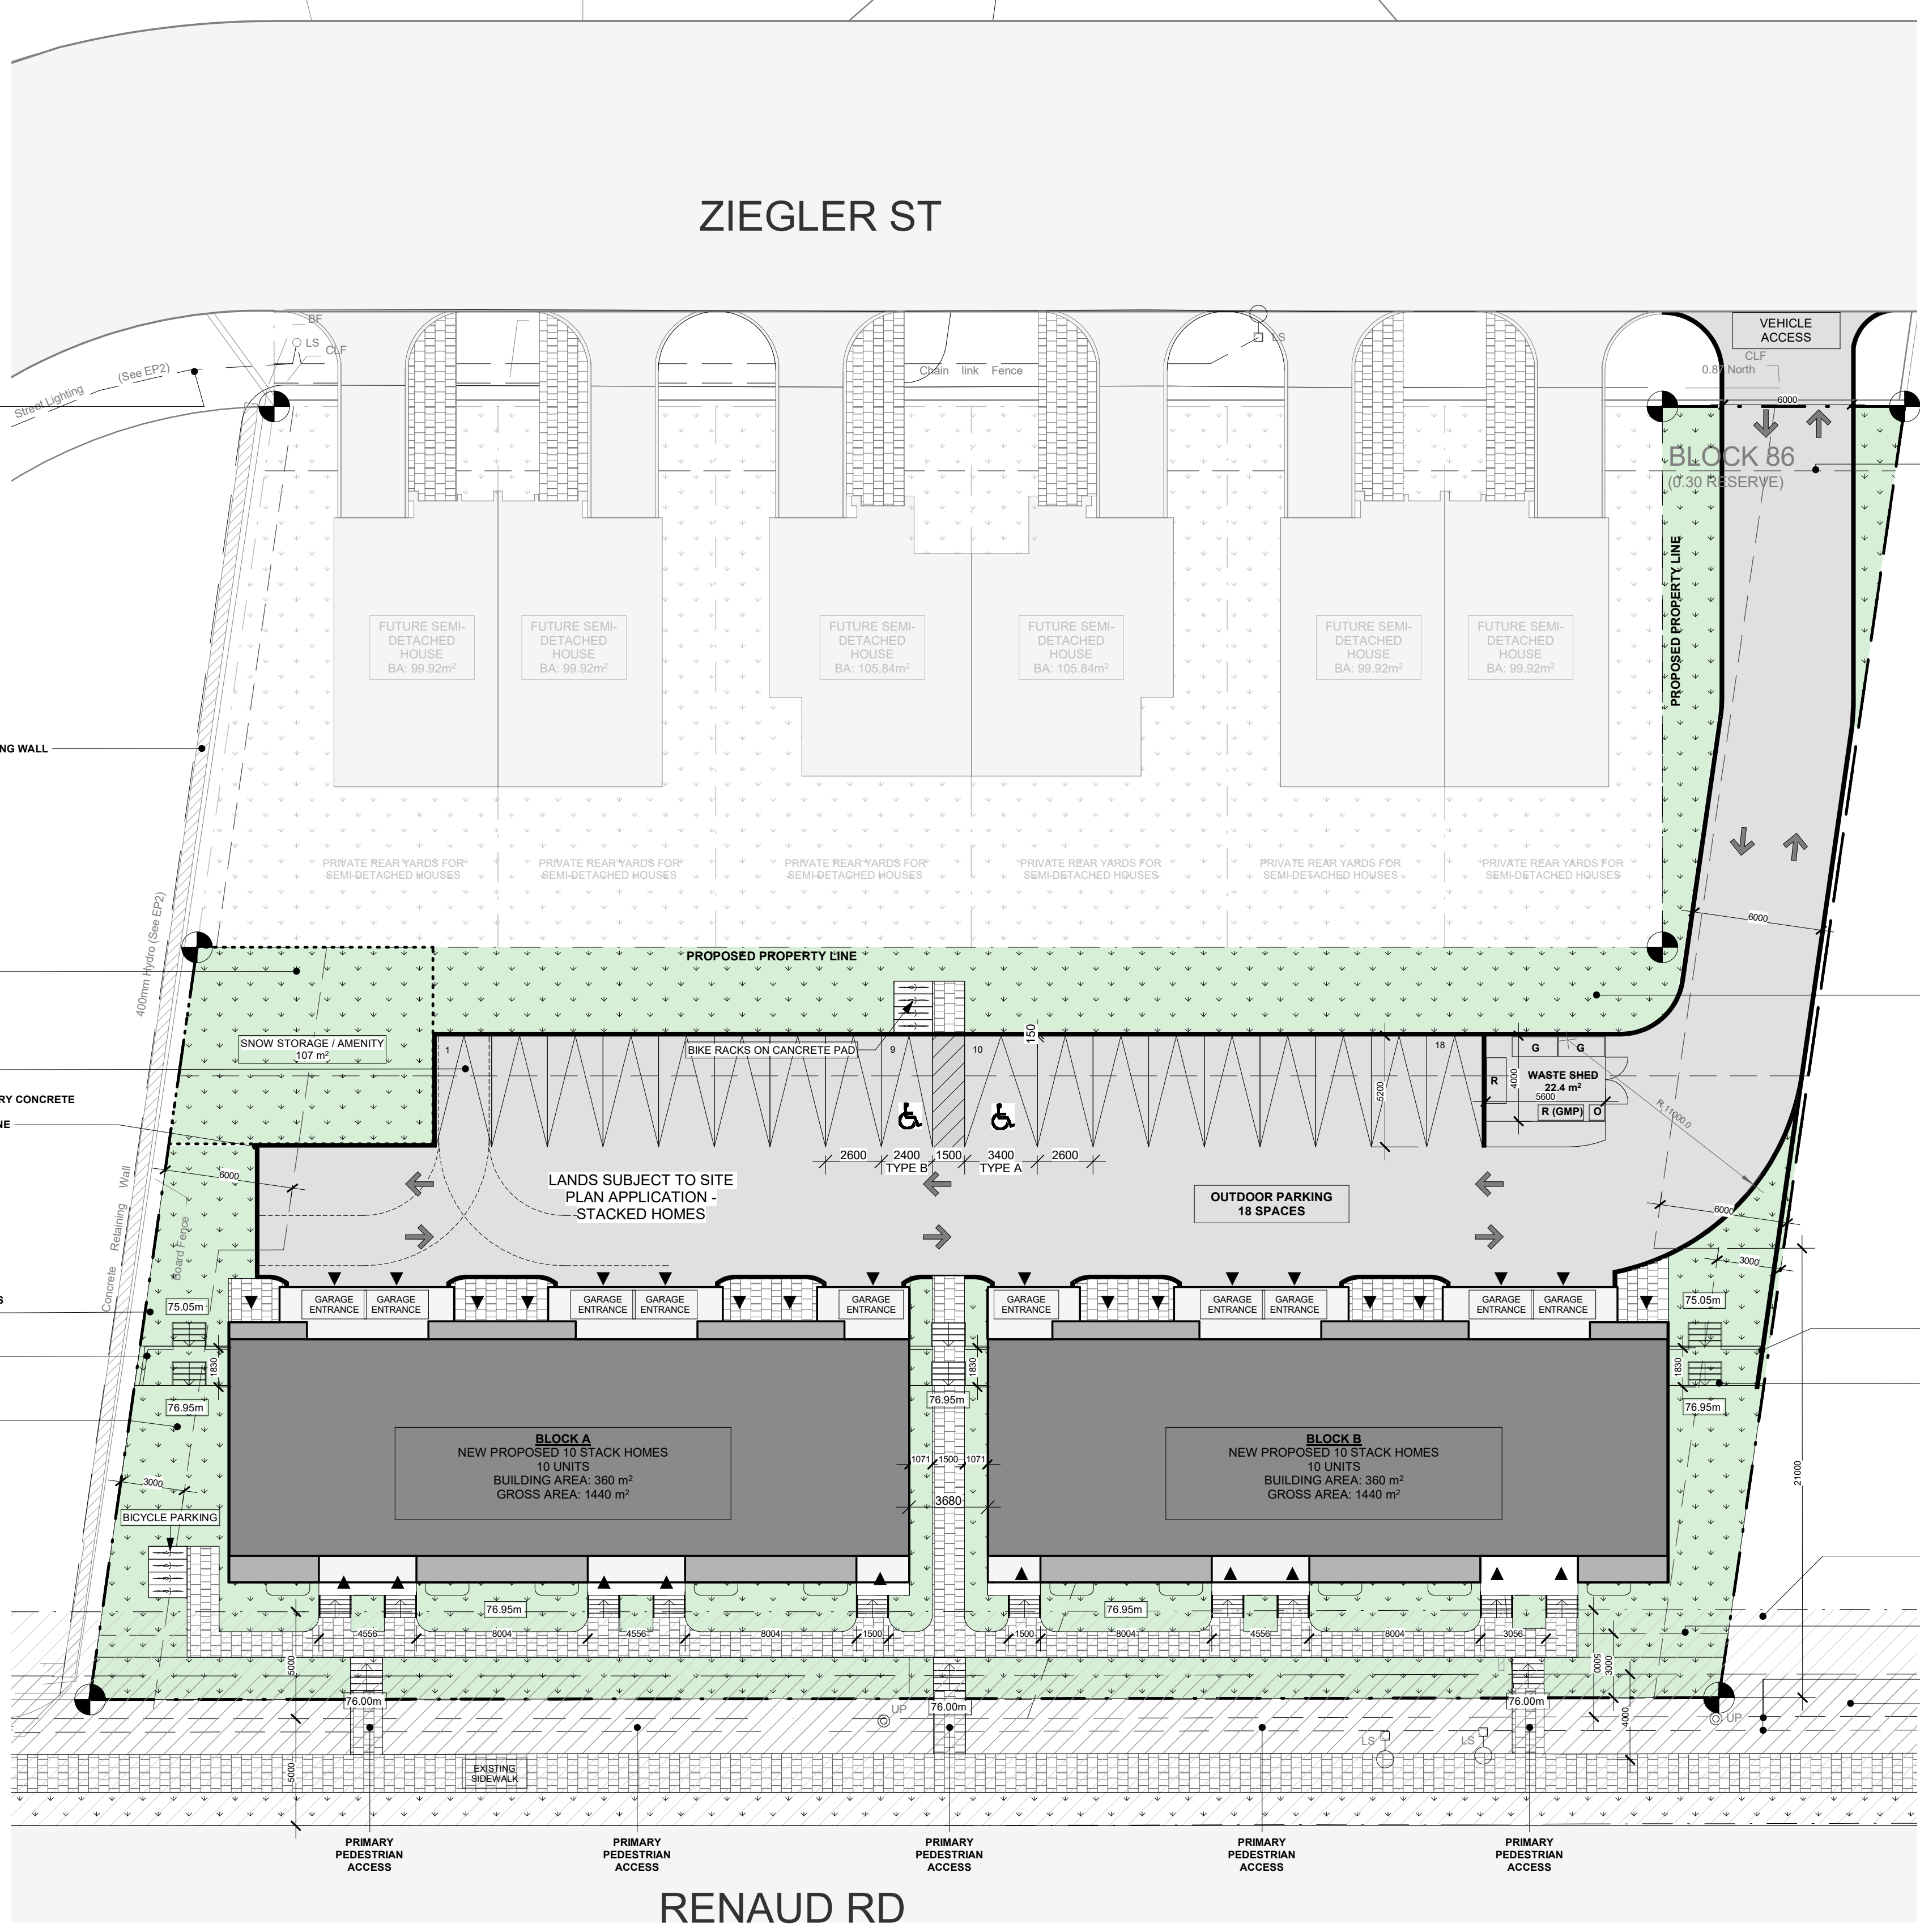 ZIEGLER ST
BF
LS
CLF
Street Lighting
(See EP2)
Chain link Fence
LS
VEHICLE
ACCESS
CLF
North
6000
BLOCK 86
(0.30 RESERVE)
PROPOSED PROPERTY LINE
FUTURE SEMI-
DETACHED
HOUSE
BA: 99.92m²
FUTURE SEMI-
DETACHED
HOUSE
BA: 99.92m²
FUTURE SEMI-
DETACHED
HOUSE
BA: 105.84m²
FUTURE SEMI-
DETACHED
HOUSE
BA: 105.84m²
FUTURE SEMI-
DETACHED
HOUSE
BA: 99.92m²
FUTURE SEMI-
DETACHED
HOUSE
BA: 99.92m²
NG WALL
PRIVATE REAR YARDS FOR
SEMI-DETACHED HOUSES
PRIVATE REAR YARDS FOR
SEMI-DETACHED HOUSES
PRIVATE REAR YARDS FOR
SEMI-DETACHED HOUSES
PRIVATE REAR YARDS FOR
SEMI-DETACHED HOUSES
PRIVATE REAR YARDS FOR
SEMI-DETACHED HOUSES
PRIVATE REAR YARDS FOR
SEMI-DETACHED HOUSES
6000
400mm Hydro (See EP2)
PROPOSED PROPERTY LINE
SNOW STORAGE / AMENITY
107 m²
1
BIKE RACKS ON CANCRETE PAD
9
10
150
18
5200
G
G
R
4000
WASTE SHED
22.4 m²
5600
R (GMP)
O
R 11000.0
RY CONCRETE
NE
2600
2400
TYPE B
1500
3400
TYPE A
2600
6000
LANDS SUBJECT TO SITE
PLAN APPLICATION -
STACKED HOMES
OUTDOOR PARKING
18 SPACES
6000
3000
Concrete Retaining Wall
Board Fence
S
75.05m
GARAGE
ENTRANCE
GARAGE
ENTRANCE
GARAGE
ENTRANCE
GARAGE
ENTRANCE
GARAGE
ENTRANCE
GARAGE
ENTRANCE
GARAGE
ENTRANCE
GARAGE
ENTRANCE
GARAGE
ENTRANCE
GARAGE
ENTRANCE
75.05m
1830
1830
1830
76.95m
76.95m
76.95m
BLOCK A
NEW PROPOSED 10 STACK HOMES
10 UNITS
BUILDING AREA: 360 m²
GROSS AREA: 1440 m²
1071
1500
1071
3680
BLOCK B
NEW PROPOSED 10 STACK HOMES
10 UNITS
BUILDING AREA: 360 m²
GROSS AREA: 1440 m²
21000
3000
BICYCLE PARKING
76.95m
76.95m
4556
8004
4556
8004
1500
1500
8004
4556
8004
3056
5000
5000
3000
4000
76.00m
76.00m
76.00m
UP
UP
LS
LS
5000
EXISTING
SIDEWALK
PRIMARY
PEDESTRIAN
ACCESS
PRIMARY
PEDESTRIAN
ACCESS
PRIMARY
PEDESTRIAN
ACCESS
PRIMARY
PEDESTRIAN
ACCESS
PRIMARY
PEDESTRIAN
ACCESS
RENAUD RD